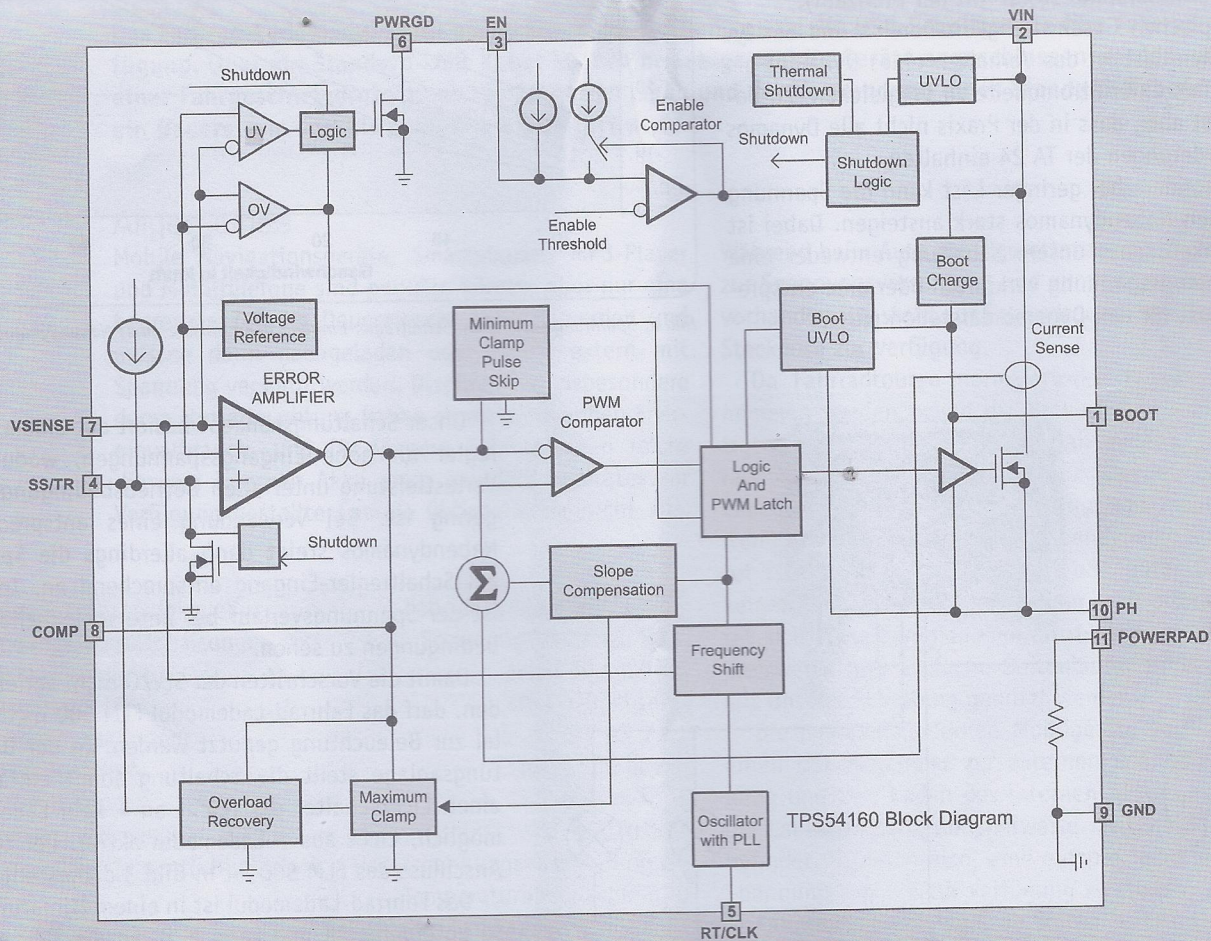 PWRGD
6
EN
3
VIN
2
Shutdown
UV
Logic
OV
Thermal
Shutdown
UVLO
Enable
Comparator
Shutdown
Shutdown
Logic
Enable
Threshold
Boot
Charge
Voltage
Reference
Minimum
Clamp
Pulse
Skip
Boot
UVLO
Current
Sense
ERROR
AMPLIFIER
PWM
Comparator
VSENSE 7
1 BOOT
SS/TR 4
Logic
And
PWM Latch
Shutdown
Σ
Slope
Compensation
COMP 8
10 PH
11 POWERPAD
Frequency
Shift
Overload
Recovery
Maximum
Clamp
Oscillator
with PLL
TPS54160 Block Diagram
9 GND
5
RT/CLK